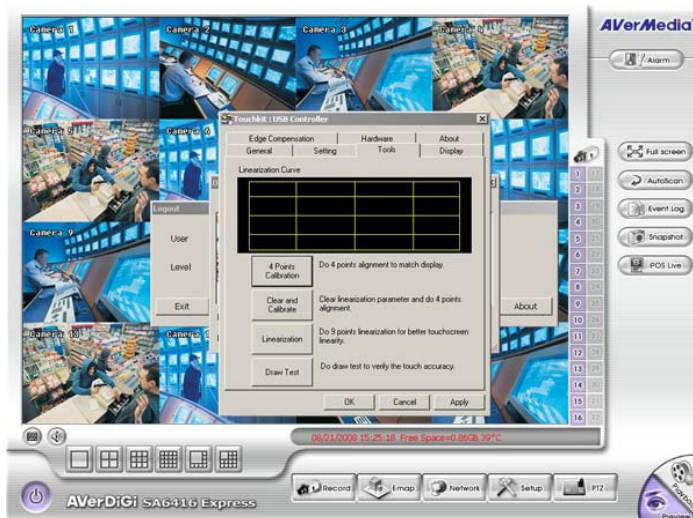 Camera 1
Camera 2
Camera 3
Camera 4
AVerMedia
Alarm
Touchkit : USB Controller
Edge Compensation
Hardware
About
General
Setting
Tools
Display
Camera 5
Camera 6
Linearization Curve
Full screen
AutoScan
Event Log
Snapshot
POS Live
Logout
User
Level
Exit
About
Camera 9
4 Points
Calibration
Do 4 points alignment to match display.
Clear and
Calibrate
Clear linearization parameter and do 4 points
alignment.
Linearization
Do 9 points linearization for better touchscreen
linearity.
Draw Test
Do draw test to verify the touch accuracy.
Camera 13
OK
Cancel
Apply
1
2
3
5
6
7
8
9
10
11
12
13
14
15
16
08/21/2008 15:25:18 Free Space=0.86GB 39°C
AVerDiGi SA6416 Express
Record
Emap
Network
Setup
PTZ
Playback
Preview